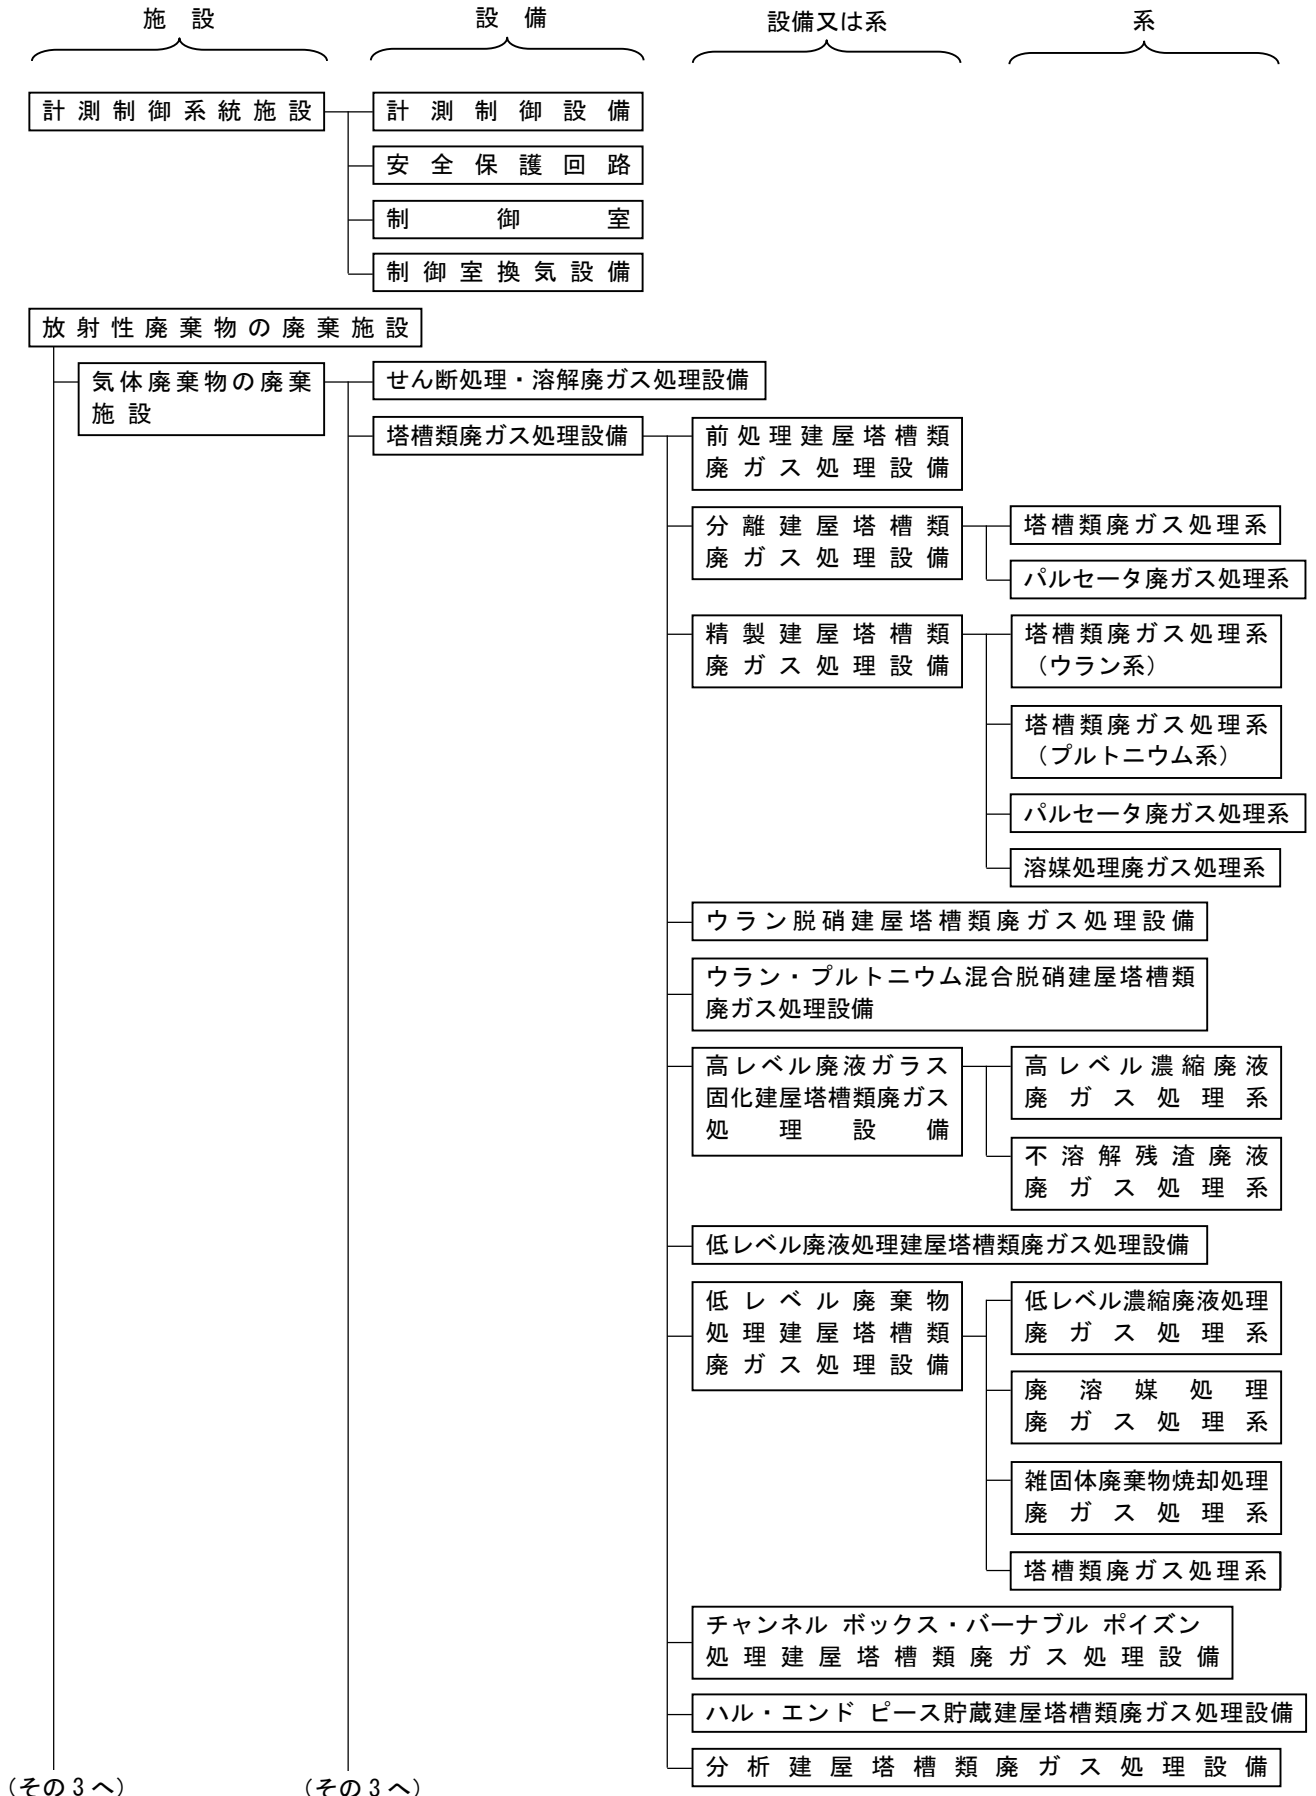 施設 設備 設備又は系 系
計測制御系統施設 計測制御設備
安全保護回路
制御室
制御室換気設備
放射性廃棄物の廃棄施設
気体廃棄物の廃棄
施設
せん断処理・溶解廃ガス処理設備
塔槽類廃ガス処理設備
前処理建屋塔槽類
廃ガス処理設備
分離建屋塔槽類
廃ガス処理設備
塔槽類廃ガス処理系
パルセータ廃ガス処理系
精製建屋塔槽類
廃ガス処理設備
塔槽類廃ガス処理系
（ウラン系）
塔槽類廃ガス処理系
（プルトニウム系）
パルセータ廃ガス処理系
溶媒処理廃ガス処理系
ウラン脱硝建屋塔槽類廃ガス処理設備
ウラン・プルトニウム混合脱硝建屋塔槽類
廃ガス処理設備
高レベル廃液ガラス
固化建屋塔槽類廃ガス
処理設備
高レベル濃縮廃液
廃ガス処理系
不溶解残渣廃液
廃ガス処理系
低レベル廃液処理建屋塔槽類廃ガス処理設備
低レベル廃棄物
処理建屋塔槽類
廃ガス処理設備
低レベル濃縮廃液処理
廃ガス処理系
廃溶媒処理
廃ガス処理系
雑固体廃棄物焼却処理
廃ガス処理系
塔槽類廃ガス処理系
チャンネル ボックス・バーナブル ポイズン
処理建屋塔槽類廃ガス処理設備
ハル・エンド ピース貯蔵建屋塔槽類廃ガス処理設備
分析建屋塔槽類廃ガス処理設備
（その３へ） （その３へ）